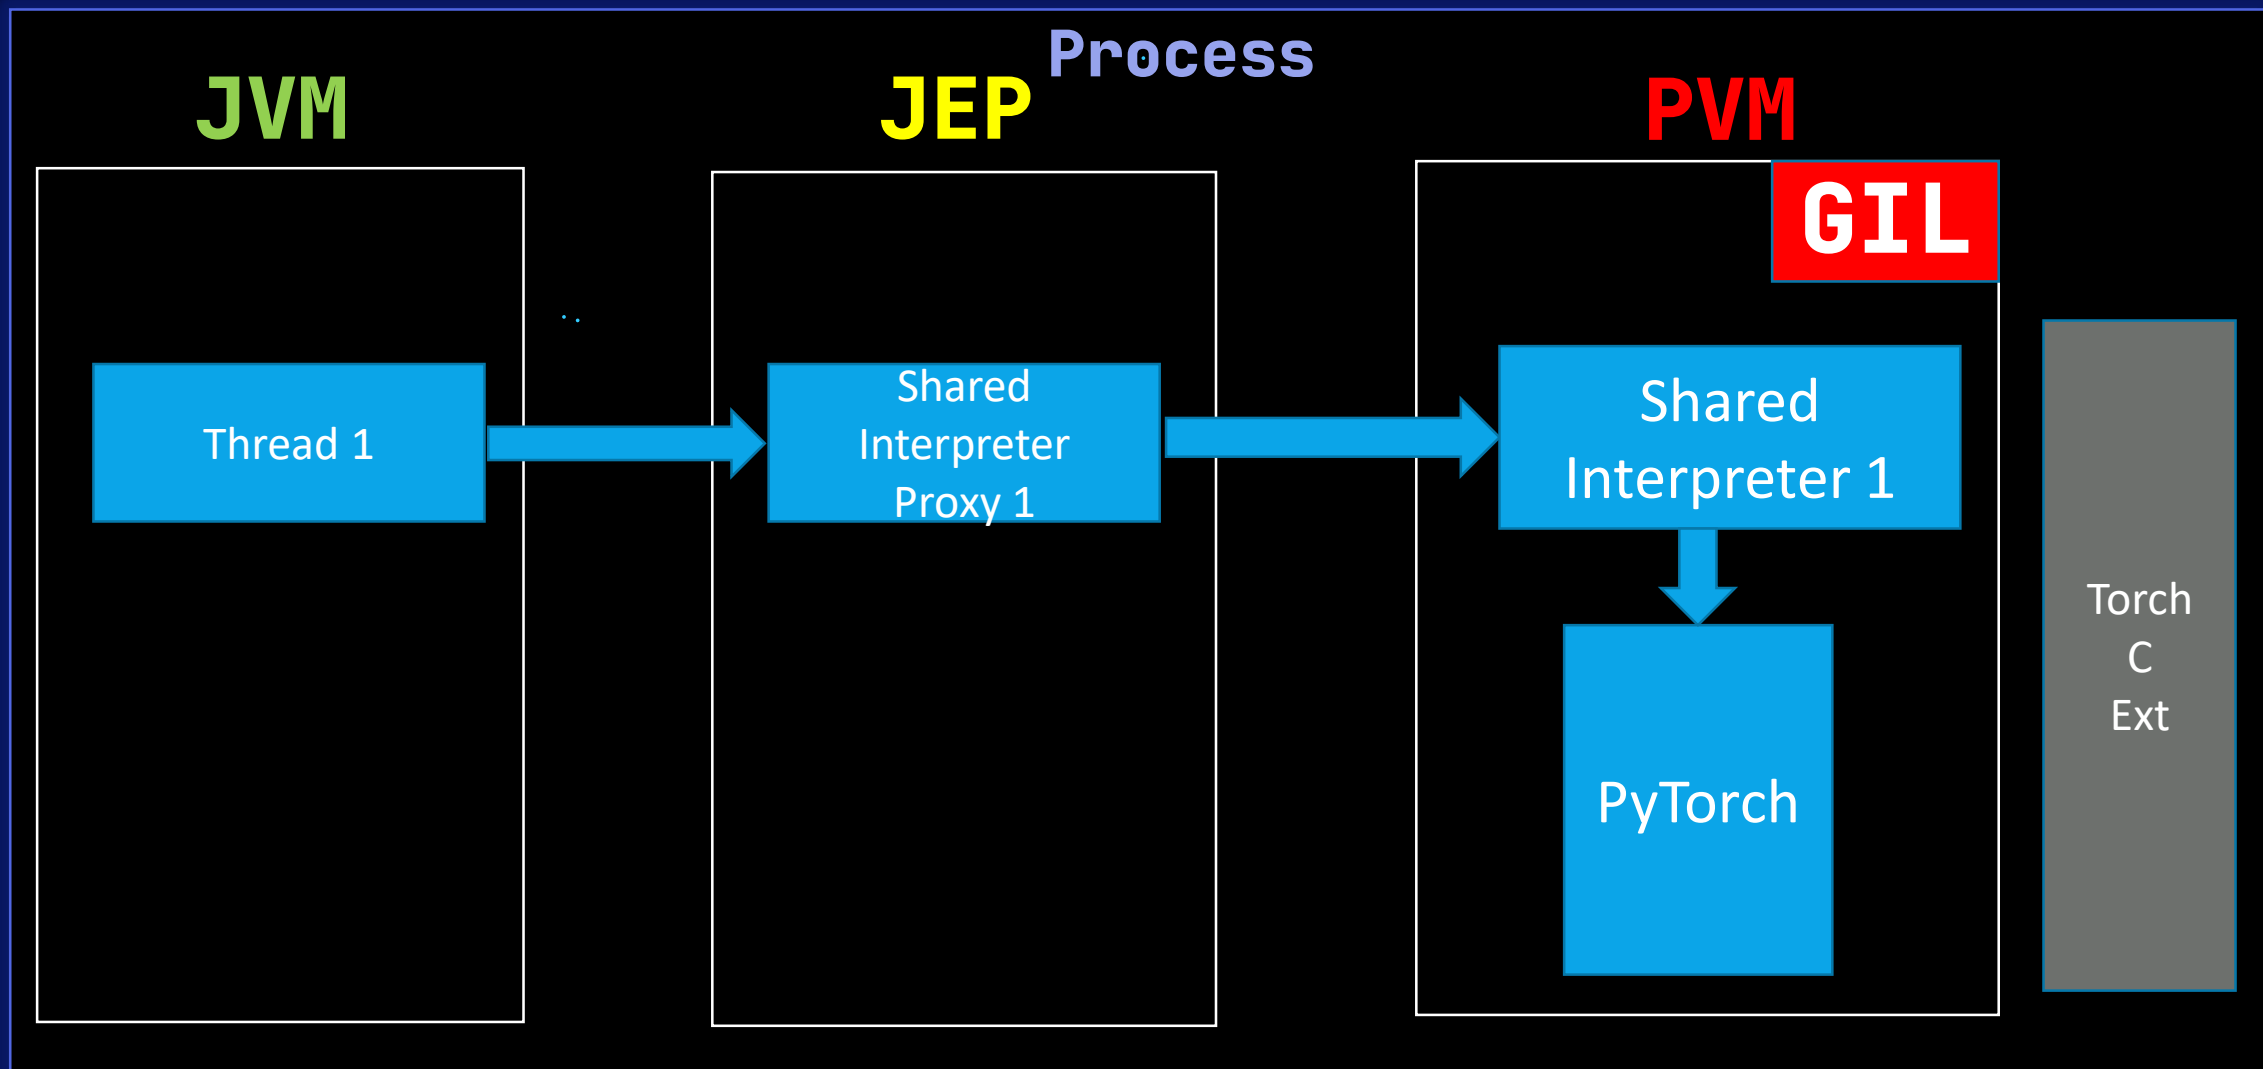 Process
JVM
JEP
PVM
GIL
Thread 1
Shared
Interpreter
Proxy 1
Shared
Interpreter 1
PyTorch
Torch
C
Ext